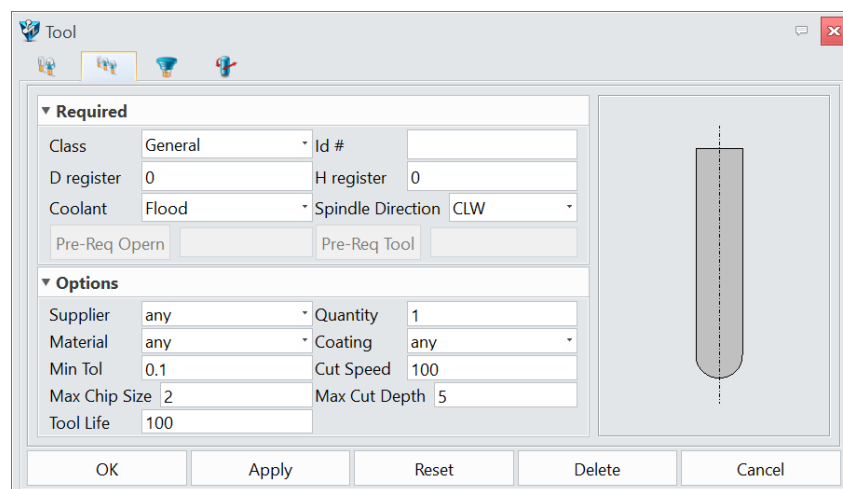 Tool
Required
Class General Id #
D register 0 H register 0
Coolant Flood Spindle Direction CLW
Pre-Req Opern Pre-Req Tool
Options
Supplier any Quantity 1
Material any Coating any
Min Tol 0.1 Cut Speed 100
Max Chip Size 2 Max Cut Depth 5
Tool Life 100
OK Apply Reset Delete Cancel